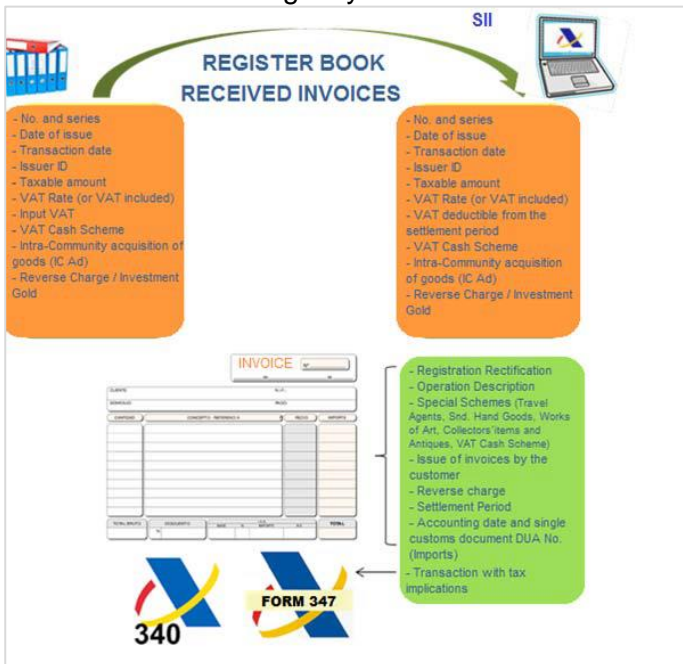 SII
REGISTER BOOK
RECEIVED INVOICES
- No. and series
- Date of issue
- Transaction date
- Issuer ID
- Taxable amount
- VAT Rate (or VAT included)
- Input VAT
- VAT Cash Scheme
- Intra-Community acquisition of
goods (IC Ad)
- Reverse Charge / Investment
Gold
- No. and series
- Date of issue
- Transaction date
- Issuer ID
- Taxable amount
- VAT Rate (or VAT included)
- VAT deductible from the
settlement period
- VAT Cash Scheme
- Intra-Community acquisition
of goods (IC Ad)
- Reverse Charge / Investment
Gold
INVOICE Nº
TOTAL BRUTO
TOTAL
- Registration Rectification
- Operation Description
- Special Schemes (Travel
Agents, Snd. Hand Goods, Works
of Art, Collectors´items and
Antiques, VAT Cash Scheme)
- Issue of invoices by the
customer
- Reverse charge
- Settlement Period
- Accounting date and single
customs document DUA No.
(Imports)
- Transaction with tax
implications
340
FORM 347